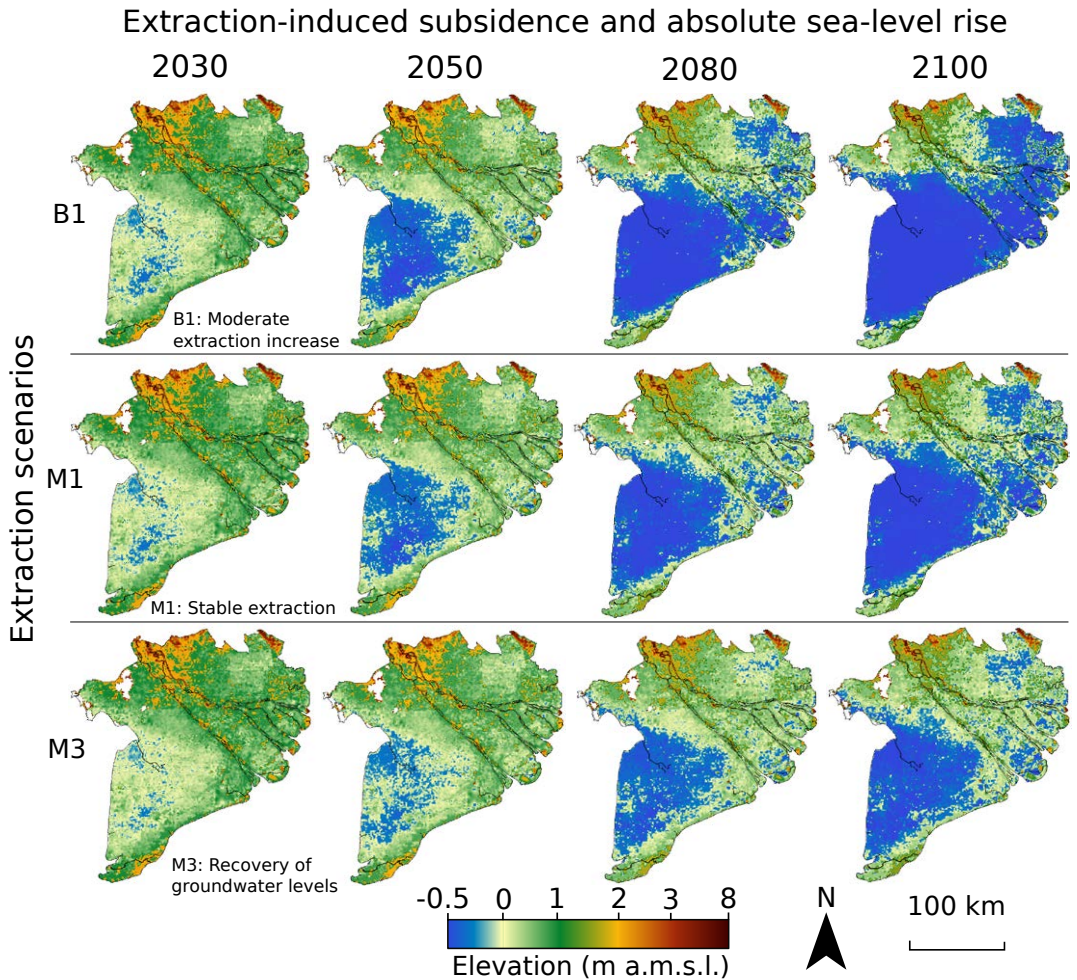 Extraction-induced subsidence and absolute sea-level rise
2030 2050 2080 2100
Extraction scenarios
B1
B1: Moderate
extraction increase
M1
M1: Stable extraction
M3
M3: Recovery of
groundwater levels
-0.5 0 1 2 3 8
Elevation (m a.m.s.l.)
N
100 km